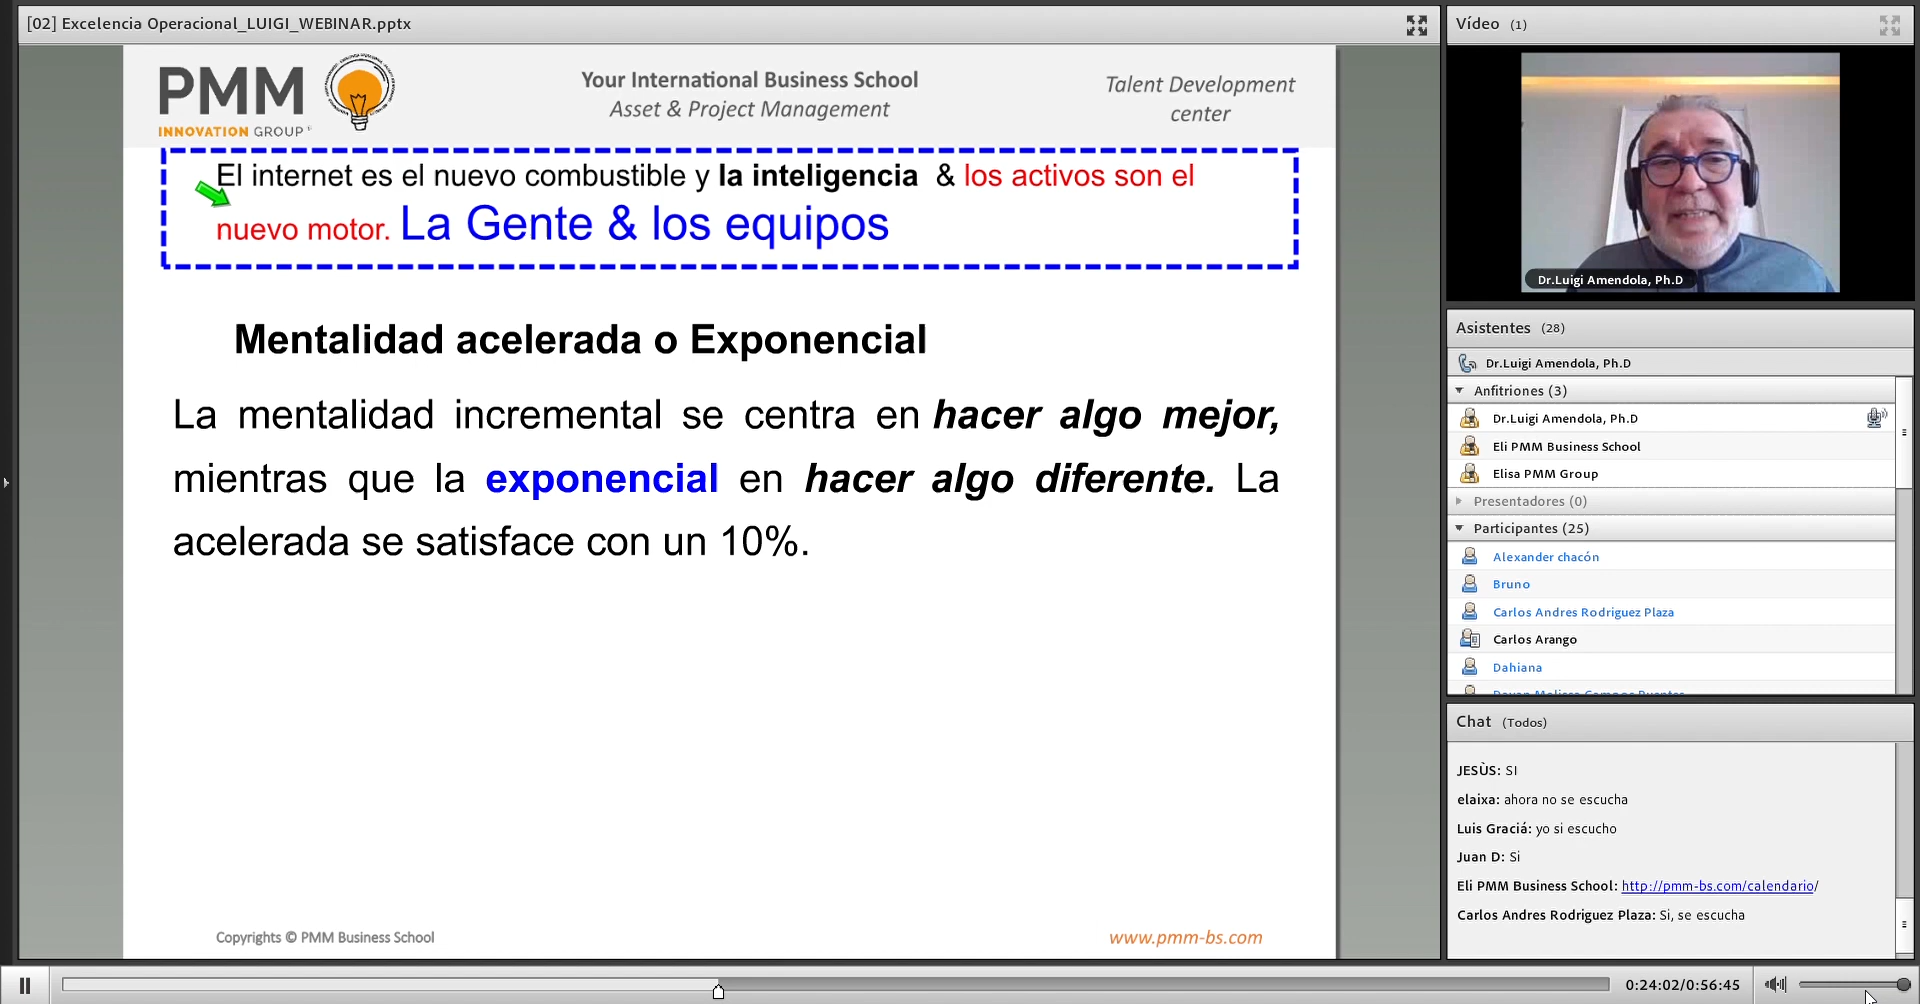 [02] Excelencia Operacional_LUIGI_WEBINAR.pptx
PMM
INNOVATION GROUP
Your International Business School
Asset & Project Management
Talent Development
center
El internet es el nuevo combustible y la inteligencia & los activos son el
nuevo motor. La Gente & los equipos
Mentalidad acelerada o Exponencial
La mentalidad incremental se centra en hacer algo mejor,
mientras que la exponencial en hacer algo diferente. La
acelerada se satisface con un 10%.
Copyrights © PMM Business School
www.pmm-bs.com
Vídeo (1)
Dr.Luigi Amendola, Ph.D
Asistentes (28)
Dr.Luigi Amendola, Ph.D
Anfitriones (3)
Dr.Luigi Amendola, Ph.D
Eli PMM Business School
Elisa PMM Group
Presentadores (0)
Participantes (25)
Alexander chacón
Bruno
Carlos Andres Rodriguez Plaza
Carlos Arango
Dahiana
Chat (Todos)
JESÙS: SI
elaixa: ahora no se escucha
Luis Graciá: yo si escucho
Juan D: Si
Eli PMM Business School: http://pmm-bs.com/calendario/
Carlos Andres Rodriguez Plaza: Si, se escucha
0:24:02/0:56:45